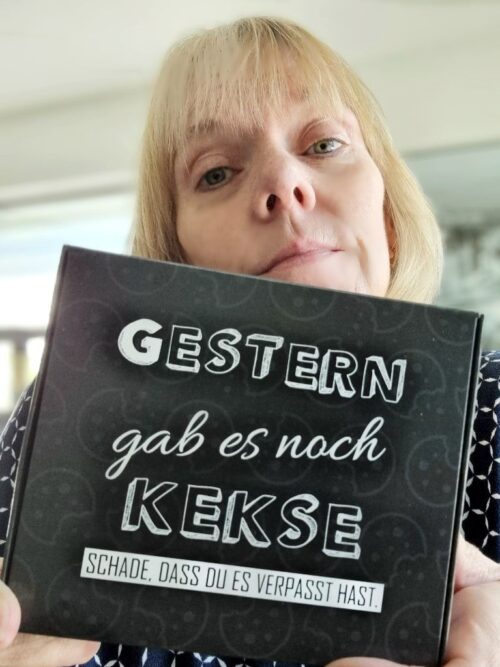 GESTERN
gab es noch
KEKSE
SCHADE, DASS DU ES VERPASST HAST.